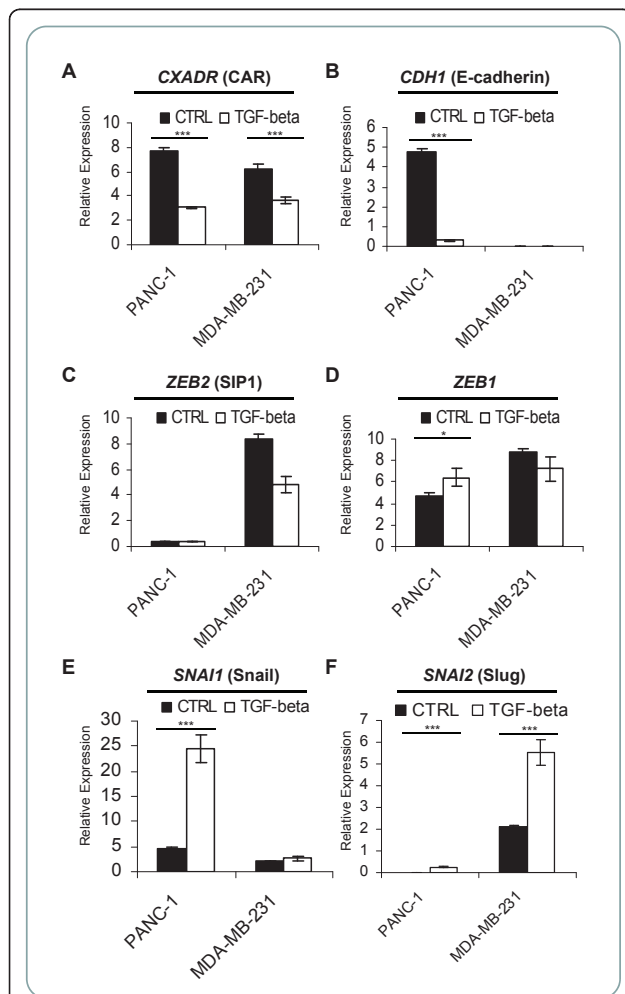 A
CXADR (CAR)
CTRL TGF-beta
***
***
Relative Expression
10
8
6
4
2
0
PANC-1
MDA-MB-231
B
CDH1 (E-cadherin)
CTRL TGF-beta
***
Relative Expression
6
5
4
3
2
1
0
PANC-1
MDA-MB-231
C
ZEB2 (SIP1)
CTRL TGF-beta
Relative Expression
10
8
6
4
2
0
PANC-1
MDA-MB-231
D
ZEB1
CTRL TGF-beta
*
Relative Expression
10
8
6
4
2
0
PANC-1
MDA-MB-231
E
SNAI1 (Snail)
CTRL TGF-beta
***
Relative Expression
30
25
20
15
10
5
0
PANC-1
MDA-MB-231
F
SNAI2 (Slug)
CTRL TGF-beta
***
***
Relative Expression
6
5
4
3
2
1
0
PANC-1
MDA-MB-231